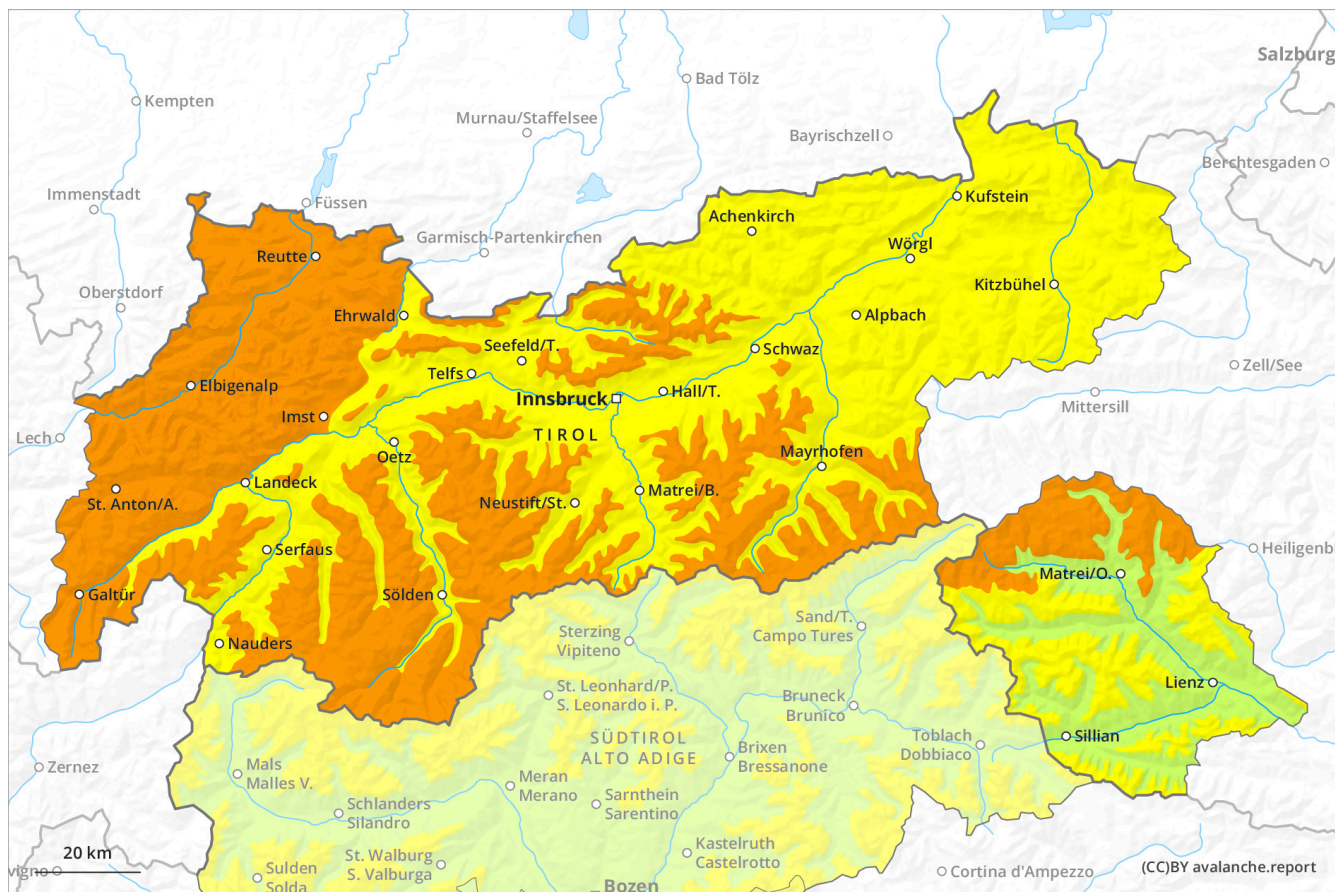 Salzburg
Bad Tölz
Kempten
Murnau/Staffelsee
Bayrischzell
Berchtesgaden
Immenstadt
Füssen
Kufstein
Achenkirch
Garmisch-Partenkirchen
Wörgl
Reutte
Kitzbühel
Oberstdorf
Ehrwald
Alpbach
Seefeld/T.
Schwaz
Zell/See
Telfs
Elbigenalp
Hall/T.
Innsbruck
Mittersill
Imst
TIROL
Lech
Oetz
Mayrhofen
Landeck
St. Anton/A.
Neustift/St.
Matrei/B.
Serfaus
Heiligenb
Matrei/O.
Galtür
Sölden
Sand/T.
Campo Tures
Sterzing
Vipiteno
Nauders
Lienz
St. Leonhard/P.
S. Leonardo i. P.
Bruneck
Brunico
SÜDTIROL
ALTO ADIGE
Toblach
Dobbiaco
Sillian
Brixen
Bressanone
Zernez
Mals
Malles V.
Meran
Merano
Sarnthein
Sarentino
Schlanders
Silandro
20 km
St. Walburg
S. Valburga
Kastelruth
Castelrotto
vigno
Sulden
Solda
Cortina d'Ampezzo
(CC)BY avalanche.report
Bozen